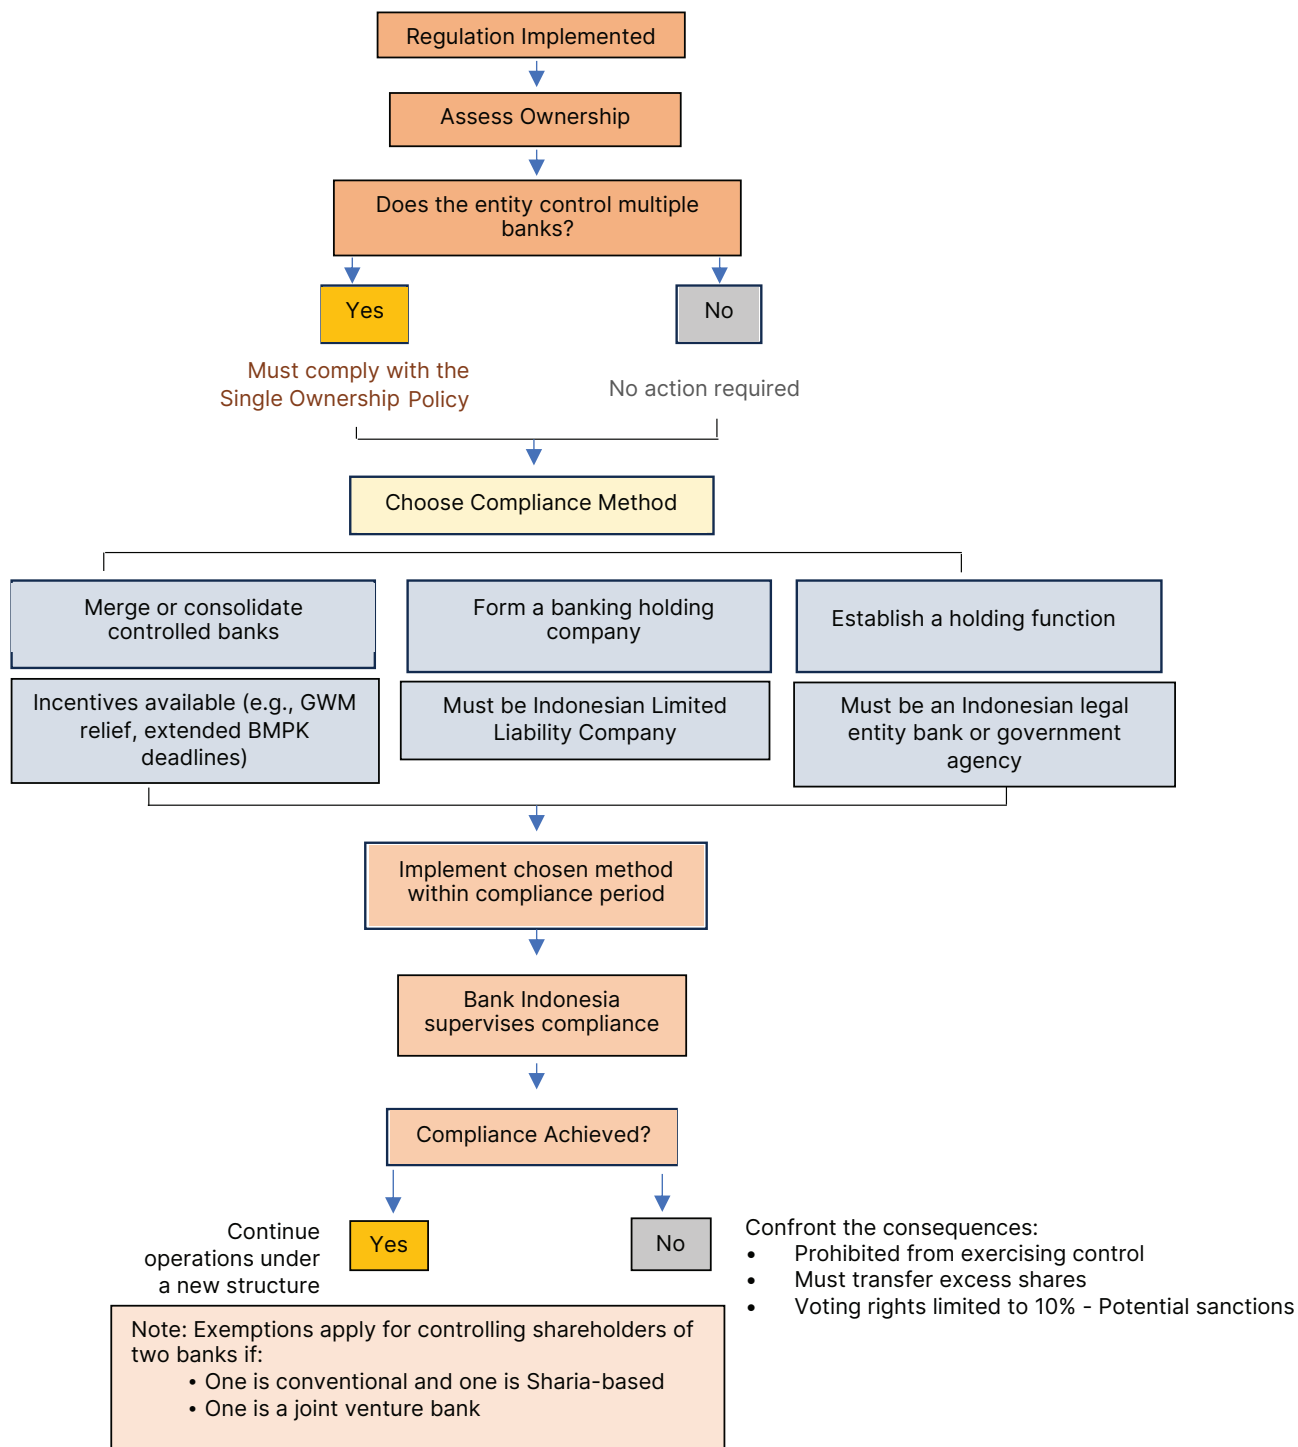 Regulation Implemented
Assess Ownership
Does the entity control multiple
banks?
Yes
No
Must comply with the
Single Ownership Policy
No action required
Choose Compliance Method
Merge or consolidate
controlled banks
Form a banking holding
company
Establish a holding function
Incentives available (e.g., GWM
relief, extended BMPK
deadlines)
Must be Indonesian Limited
Liability Company
Must be an Indonesian legal
entity bank or government
agency
Implement chosen method
within compliance period
Bank Indonesia
supervises compliance
Compliance Achieved?
Continue
operations under
a new structure
Yes
No
Confront the consequences:
• Prohibited from exercising control
• Must transfer excess shares
• Voting rights limited to 10% - Potential sanctions
Note: Exemptions apply for controlling shareholders of
two banks if:
• One is conventional and one is Sharia-based
• One is a joint venture bank